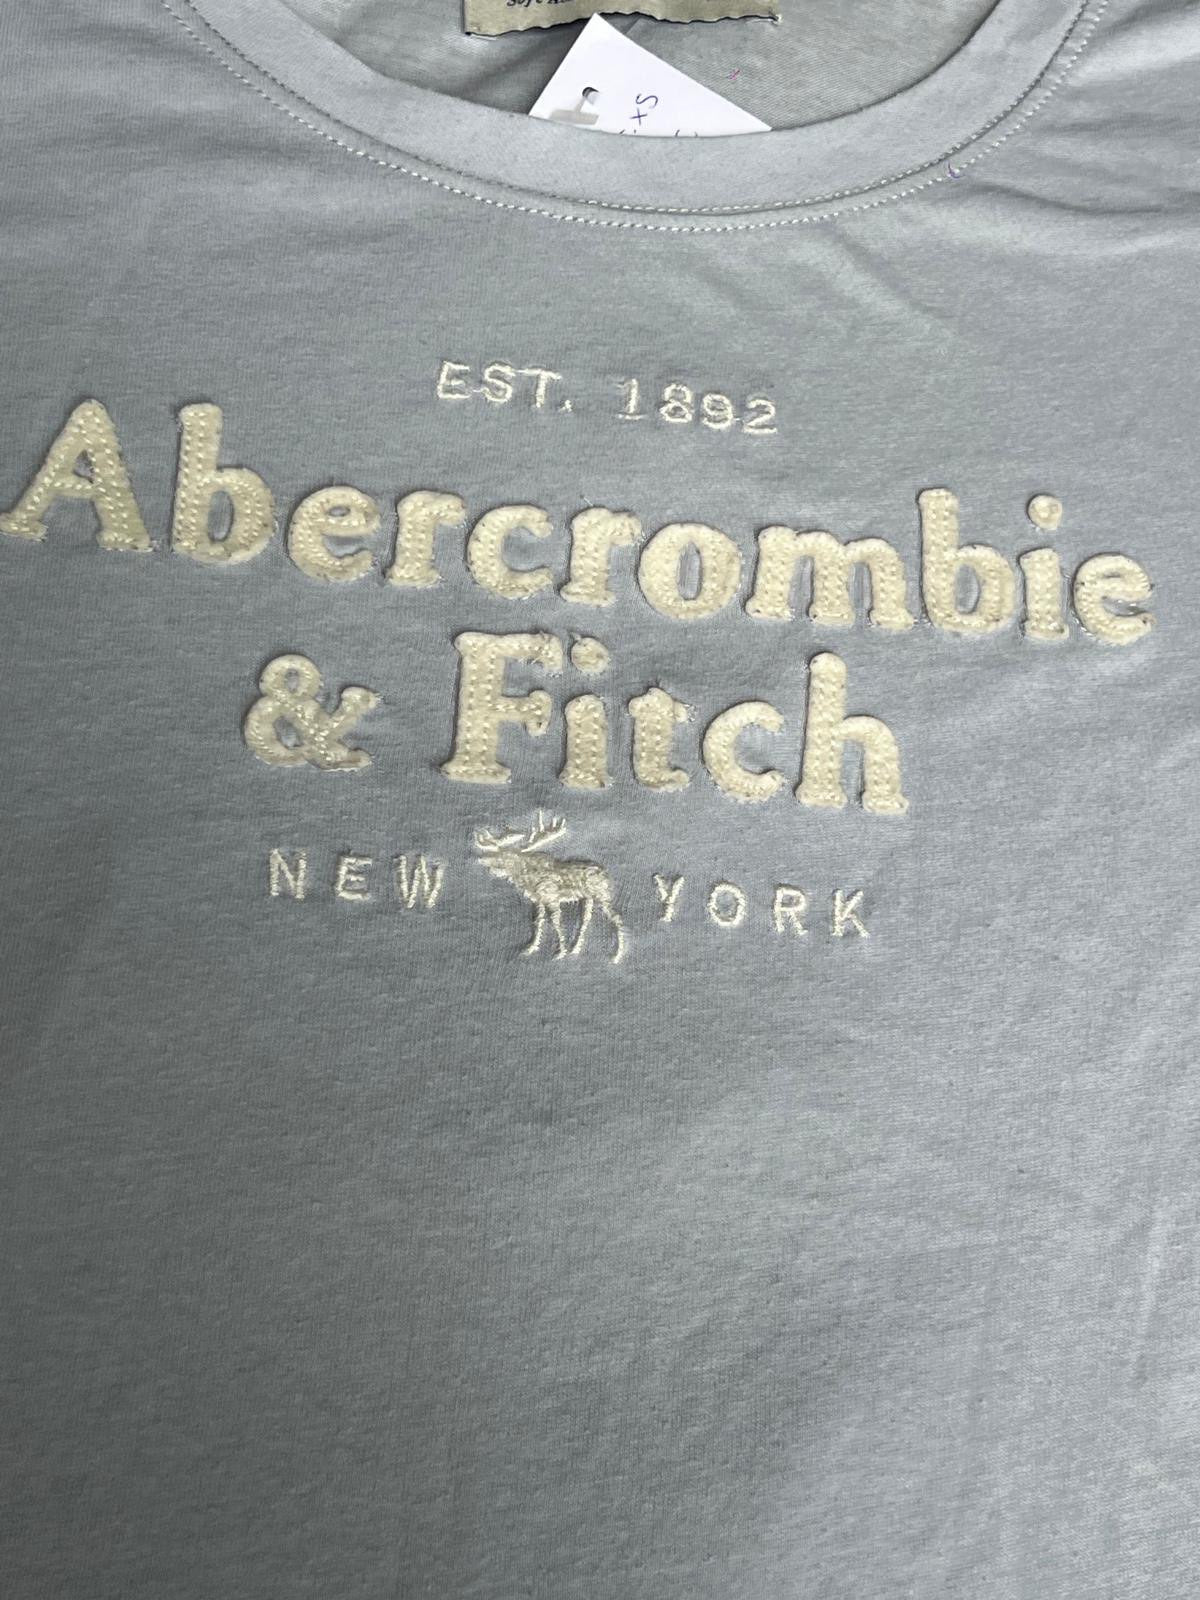 EST. 1892
Abercrombie
& Fitch
NEW YORK